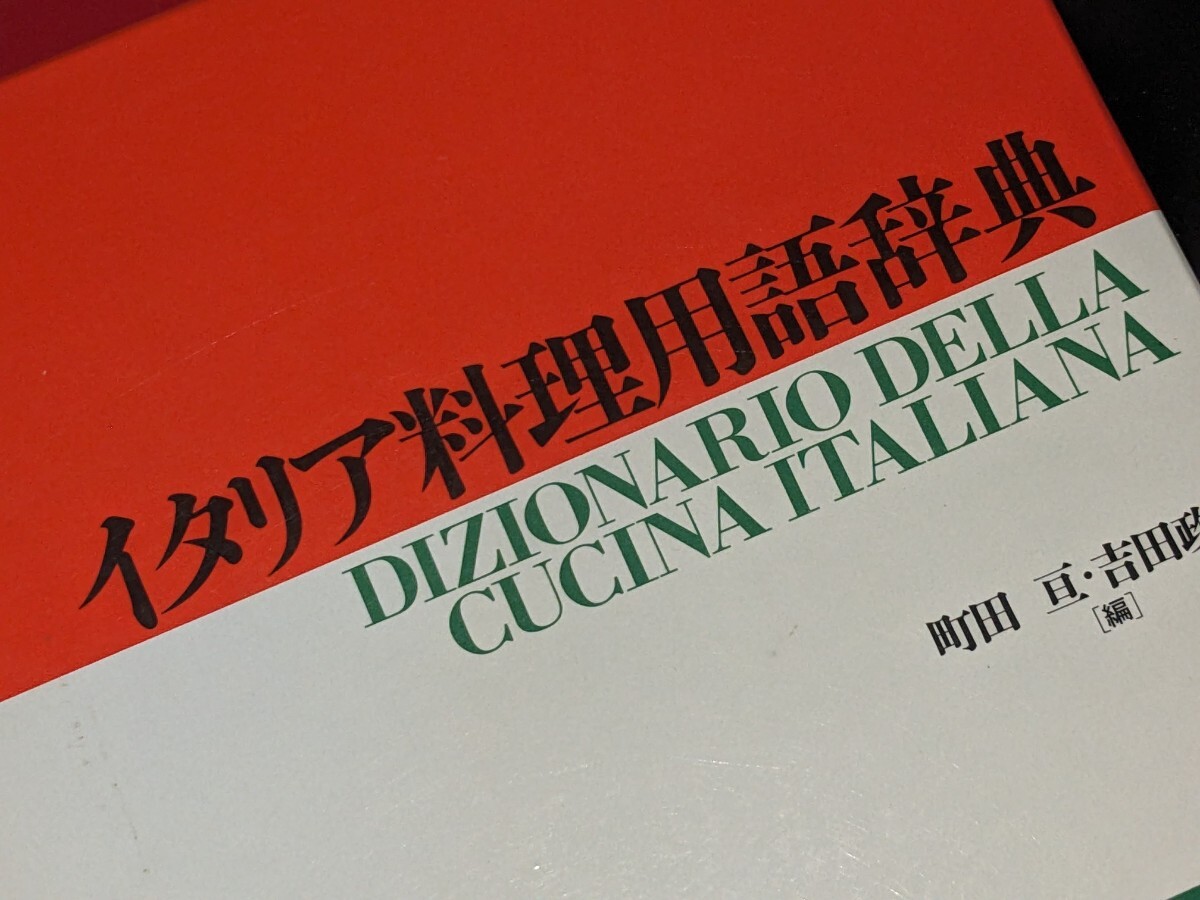 イタリア料理用語辞典
DIZIONARIO DELLA
CUCINA ITALIANA
町田 亘・吉田政
[編]